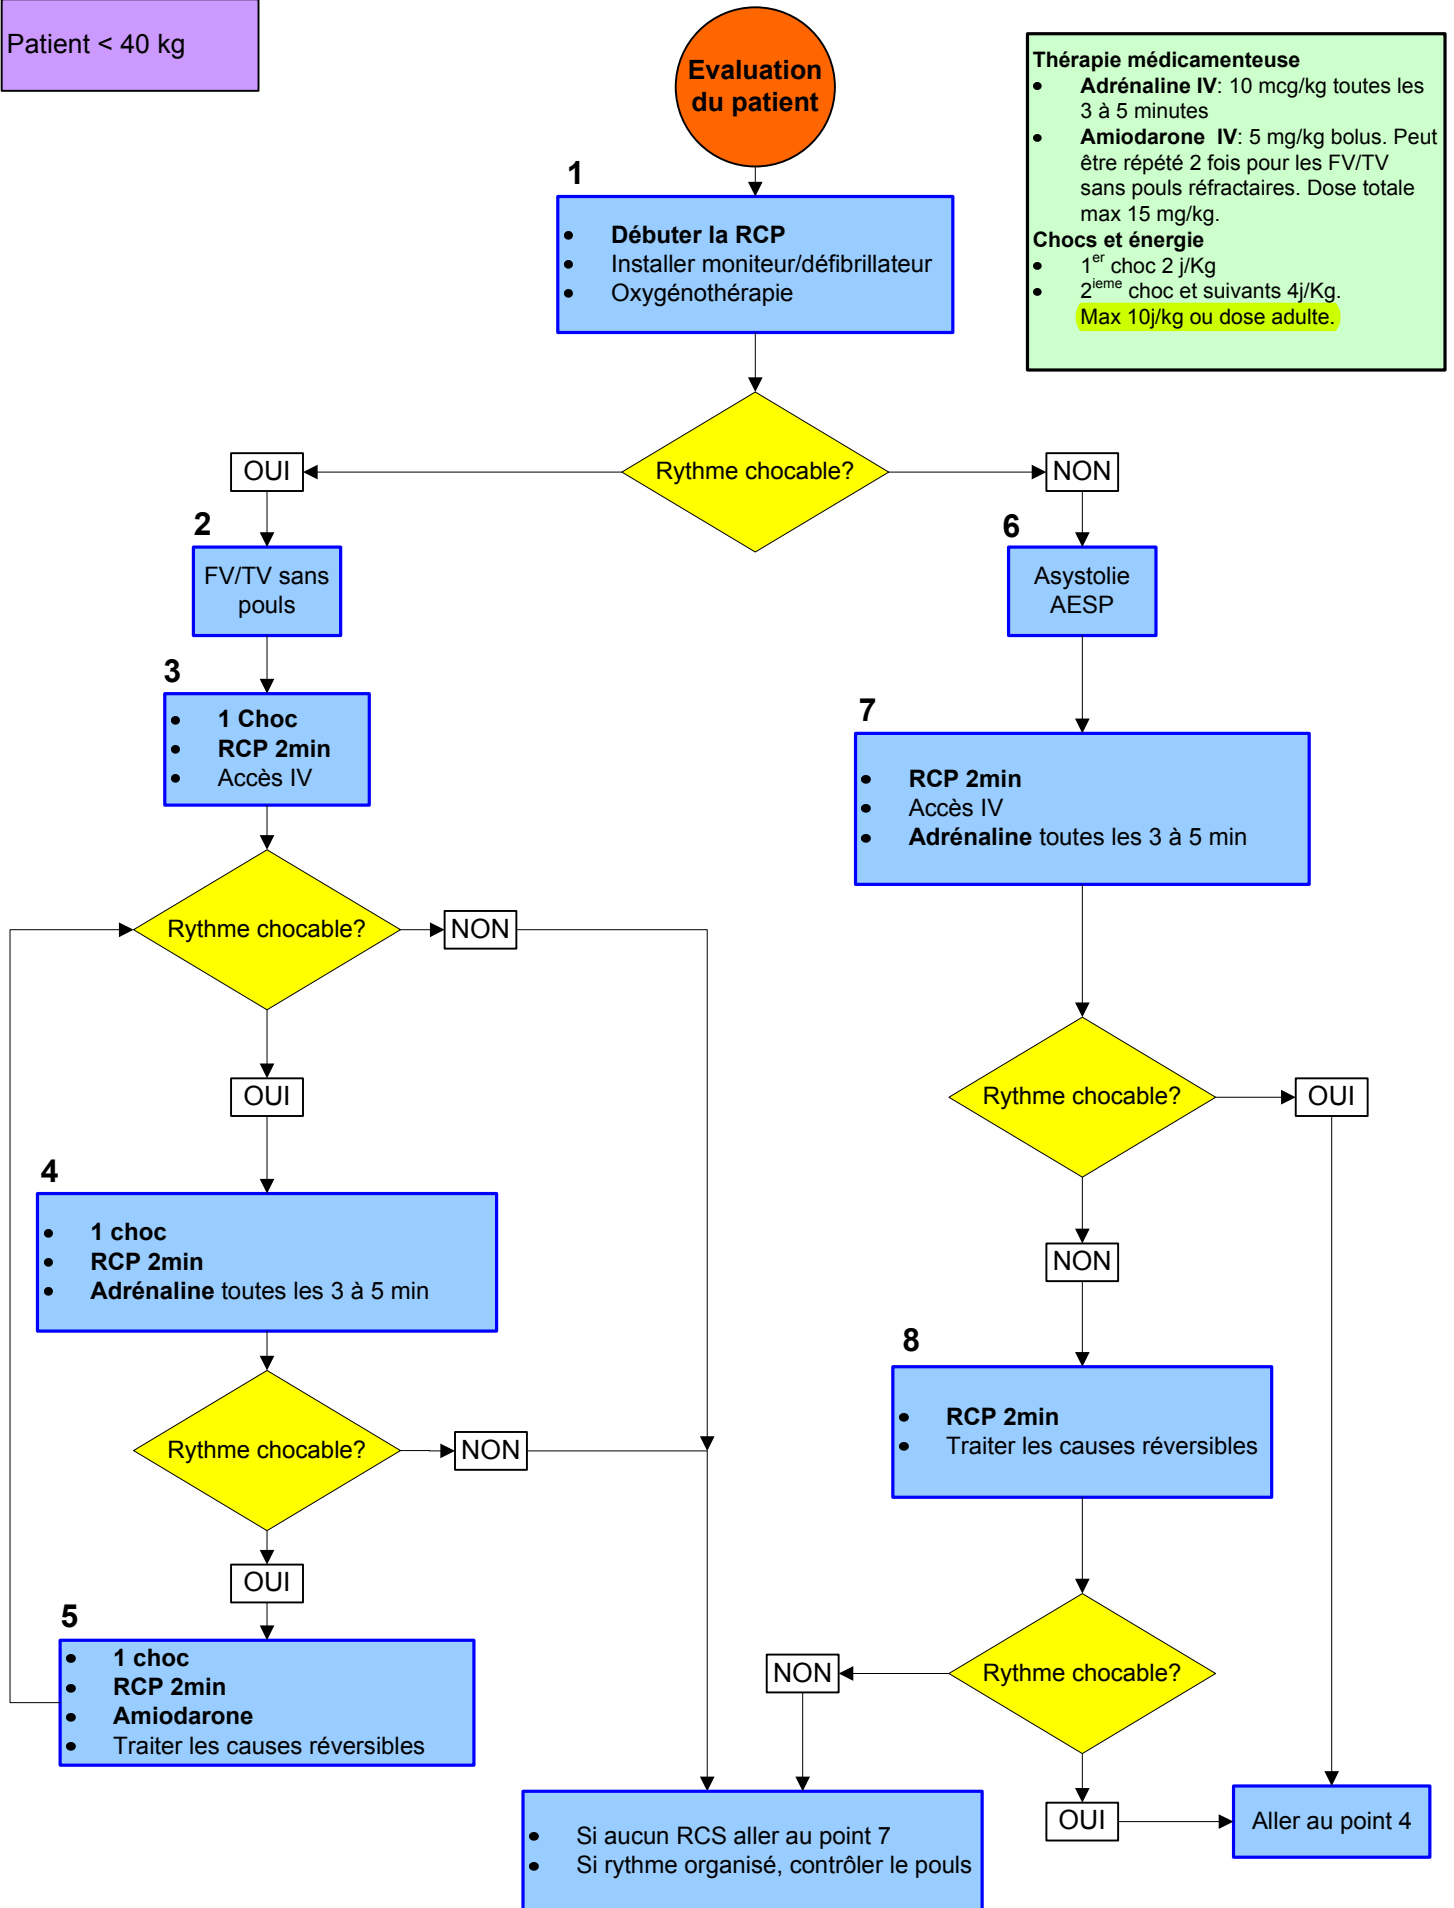 Patient < 40 kg
Evaluation
du patient
Thérapie médicamenteuse
• Adrénaline IV: 10 mcg/kg toutes les
3 à 5 minutes
• Amiodarone IV: 5 mg/kg bolus. Peut
être répété 2 fois pour les FV/TV
sans pouls réfractaires. Dose totale
max 15 mg/kg.
Chocs et énergie
• 1er choc 2 j/Kg
• 2ieme choc et suivants 4j/Kg.
Max 10j/kg ou dose adulte.
1
• Débuter la RCP
• Installer moniteur/défibrillateur
• Oxygénothérapie
Rythme chocable?
OUI
NON
2
FV/TV sans
pouls
6
Asystolie
AESP
3
• 1 Choc
• RCP 2min
• Accès IV
7
• RCP 2min
• Accès IV
• Adrénaline toutes les 3 à 5 min
Rythme chocable?
NON
OUI
Rythme chocable?
OUI
NON
4
• 1 choc
• RCP 2min
• Adrénaline toutes les 3 à 5 min
8
• RCP 2min
• Traiter les causes réversibles
Rythme chocable?
NON
OUI
5
• 1 choc
• RCP 2min
• Amiodarone
• Traiter les causes réversibles
Rythme chocable?
NON
OUI
Aller au point 4
• Si aucun RCS aller au point 7
• Si rythme organisé, contrôler le pouls